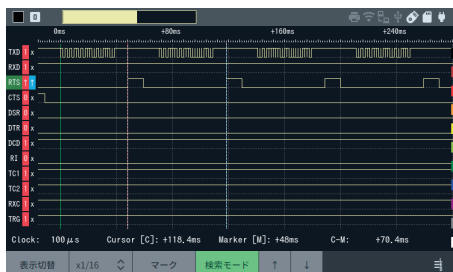 0
0ms +80ms +160ms +240ms
TXD 1 x
RXD 1 x
RTS ↑ ↑
CTS 0 x
DSR 0 x
DTR 0 x
DCD 1 x
RI 0 x
TC1 1 x
TC2 1 x
RXC 1 x
TRG 1 x
Clock: 100μs Cursor [C]: +118.4ms Marker [M]: +48ms C-M: +70.4ms
表示切替 x1/16 マーク 検索モード ↑ ↓